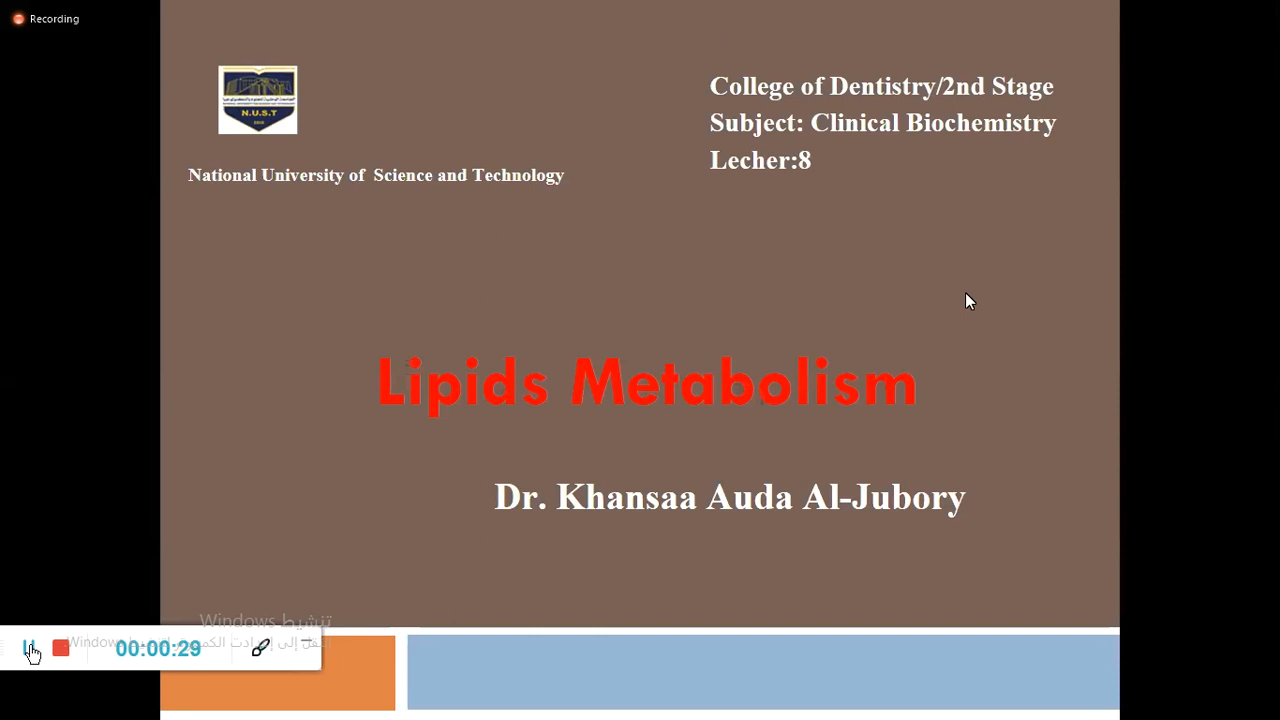 Recording
N.U.S.T
College of Dentistry/2nd Stage
Subject: Clinical Biochemistry
Lecher:8
National University of Science and Technology
Lipids Metabolism
Dr. Khansaa Auda Al-Jubory
تنشيط Windows
00:00:29